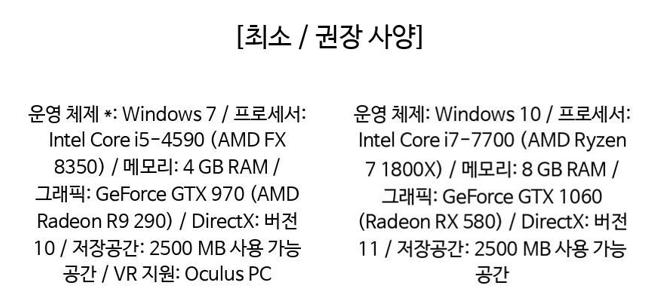 [최소 / 권장 사양]
운영 체제 *: Windows 7 / 프로세서:
Intel Core i5-4590 (AMD FX
8350) / 메모리: 4 GB RAM /
그래픽: GeForce GTX 970 (AMD
Radeon R9 290) / DirectX: 버전
10 / 저장공간: 2500 MB 사용 가능
공간 / VR 지원: Oculus PC
운영 체제: Windows 10 / 프로세서:
Intel Core i7-7700 (AMD Ryzen
7 1800X) / 메모리: 8 GB RAM /
그래픽: GeForce GTX 1060
(Radeon RX 580) / DirectX: 버전
11 / 저장공간: 2500 MB 사용 가능
공간